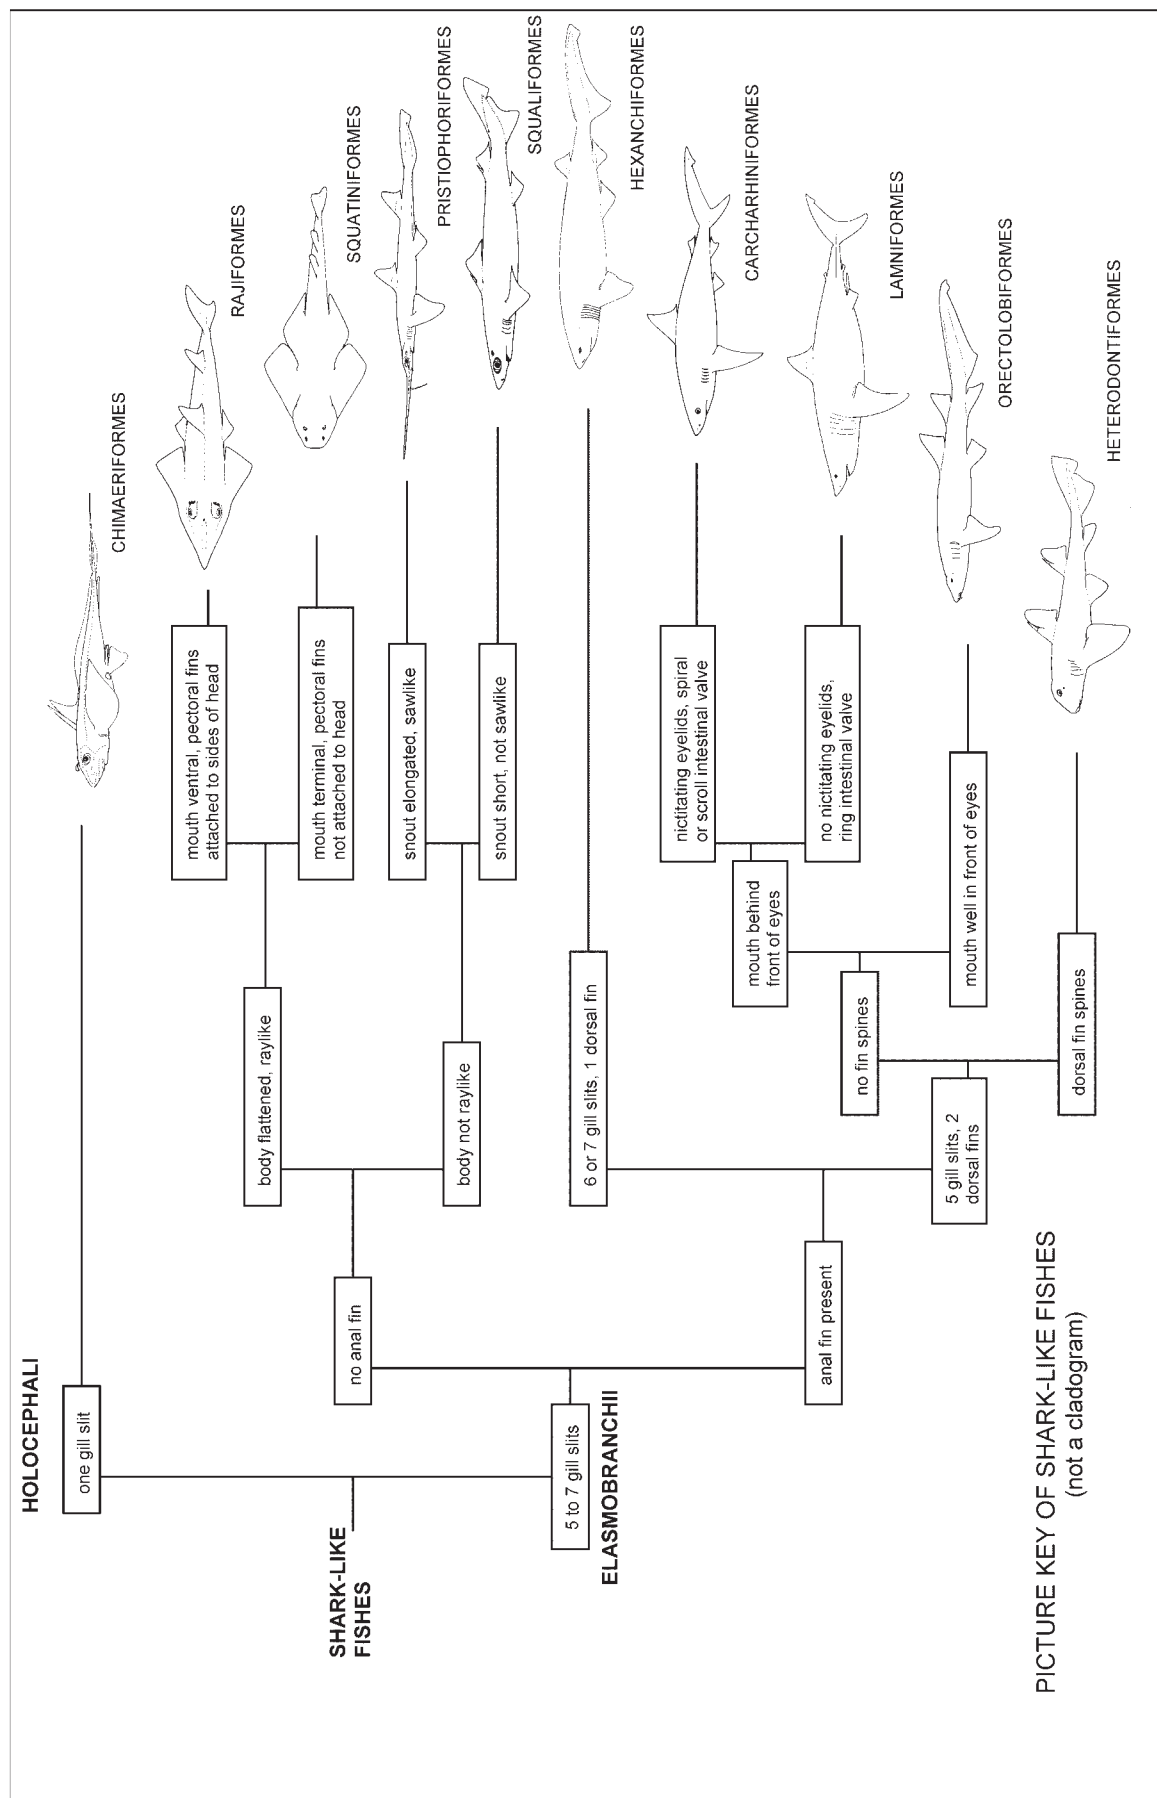 HOLOCEPHALI
one gill slit
CHIMAERIFORMES
SHARK-LIKE
FISHES
5 to 7 gill slits
ELASMOBRANCHII
no anal fin
body flattened, raylike
mouth ventral, pectoral fins
attached to sides of head
RAJIFORMES
mouth terminal, pectoral fins
not attached to head
SQUATINIFORMES
body not raylike
snout elongated, sawlike
PRISTIOPHORIFORMES
snout short, not sawlike
SQUALIFORMES
anal fin present
6 or 7 gill slits, 1 dorsal fin
HEXANCHIFORMES
5 gill slits, 2
dorsal fins
no fin spines
mouth behind
front of eyes
nictitating eyelids, spiral
or scroll intestinal valve
CARCHARHINIFORMES
no nictitating eyelids,
ring intestinal valve
LAMNIFORMES
mouth well in front of eyes
ORECTOLOBIFORMES
dorsal fin spines
HETERODONTIFORMES
PICTURE KEY OF SHARK-LIKE FISHES
(not a cladogram)